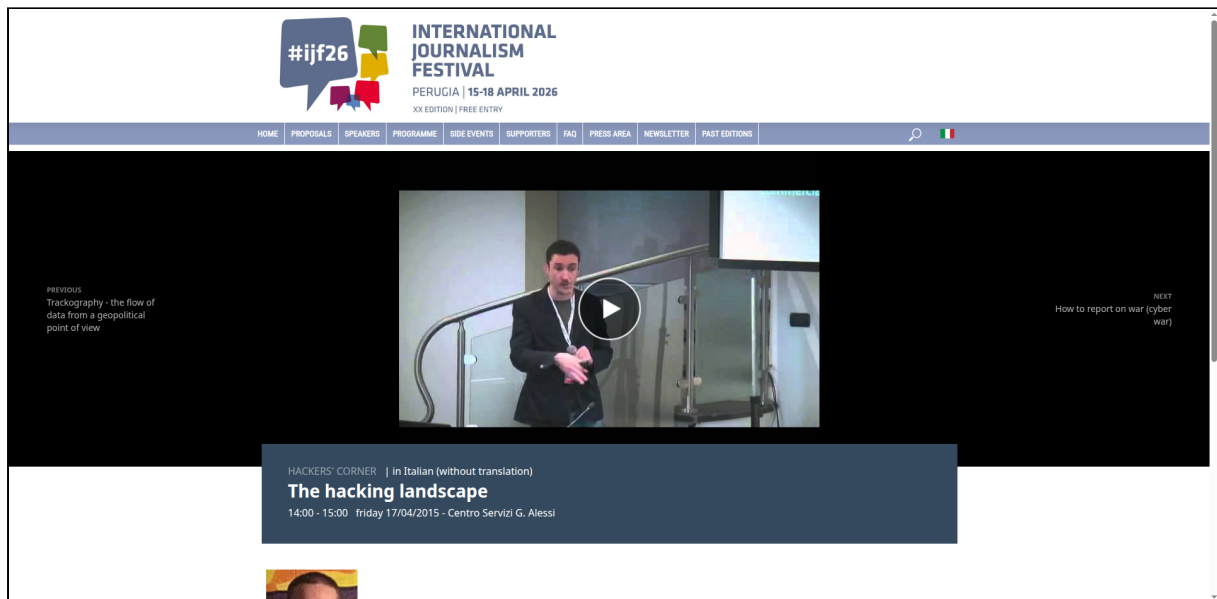 #ijf26
INTERNATIONAL
JOURNALISM
FESTIVAL
PERUGIA | 15-18 APRIL 2026
XX EDITION | FREE ENTRY
HOME PROPOSALS SPEAKERS PROGRAMME SIDE EVENTS SUPPORTERS FAQ PRESS AREA NEWSLETTER PAST EDITIONS
PREVIOUS
Trackography - the flow of
data from a geopolitical
point of view
NEXT
How to report on war (cyber
war)
HACKERS' CORNER | in Italian (without translation)
The hacking landscape
14:00 - 15:00 friday 17/04/2015 - Centro Servizi G. Alessi